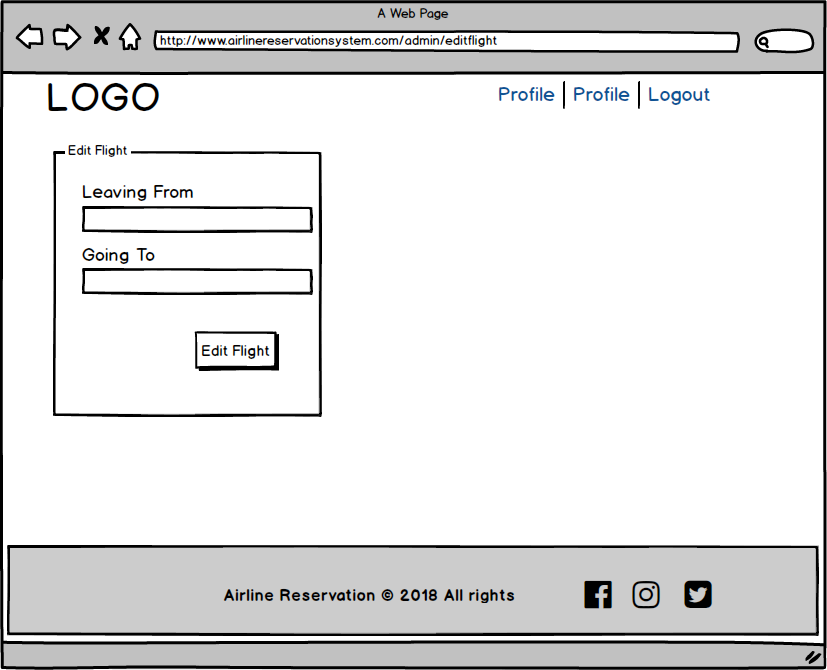 A Web Page
http://www.airlinereservationsystem.com/admin/editflight
LOGO
Profile Profile Logout
Edit Flight
Leaving From
Going To
Edit Flight
Airline Reservation © 2018 All rights